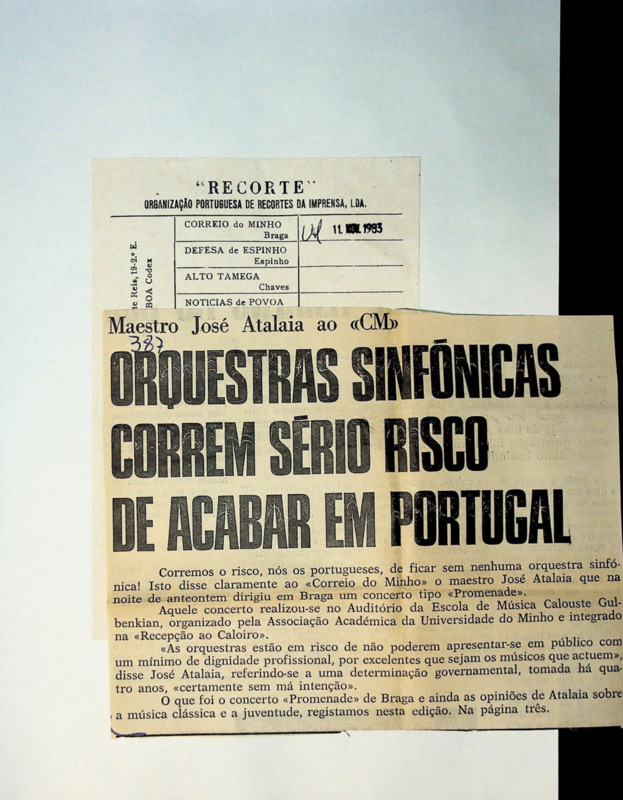 "RECORTE"
ORGANIZAÇÃO PORTUGUESA DE RECORTES DA IMPRENSA, LDA.
te Reis, 19-2.º E.
BOA Codex
CORREIO do MINHO
Braga
11 NOV. 1983
DEFESA de ESPINHO
Espinho
ALTO TAMEGA
Chaves
NOTICIAS de POVOA
Maestro José Atalaia ao «CM»
387
ORQUESTRAS SINFÓNICAS
CORREM SÉRIO RISCO
DE ACABAR EM PORTUGAL
Corremos o risco, nós os portugueses, de ficar sem nenhuma orquestra sinfó-
nica! Isto disse claramente ao «Correio do Minho» o maestro José Atalaia que na
noite de anteontem dirigiu em Braga um concerto tipo «Promenade».
Aquele concerto realizou-se no Auditório da Escola de Música Calouste Gul-
benkian, organizado pela Associação Académica da Universidade do Minho e integrado
na «Recepção ao Caloiro».
«As orquestras estão em risco de não poderem apresentar-se em público com
um mínimo de dignidade profissional, por excelentes que sejam os músicos que actuem»,
disse José Atalaia, referindo-se a uma determinação governamental, tomada há qua-
tro anos, «certamente sem má intenção».
O que foi o concerto «Promenade» de Braga e ainda as opiniões de Atalaia sobre
a música clássica e a juventude, registamos nesta edição. Na página três.